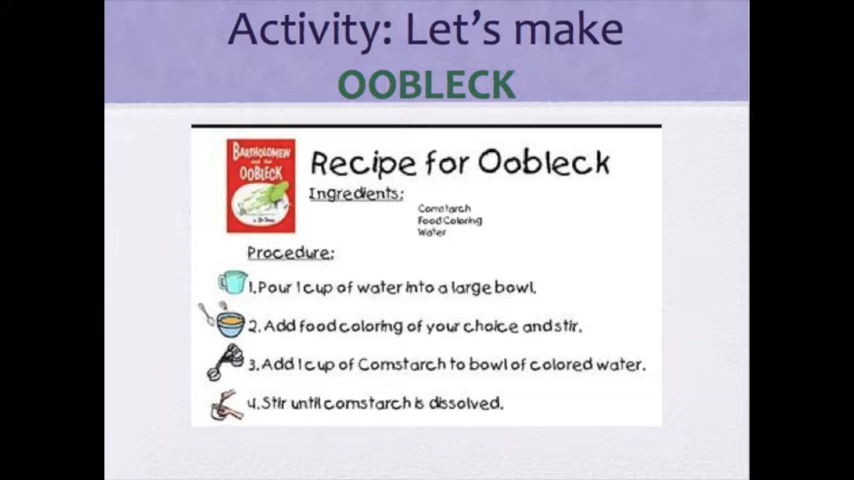 Activity: Let's make
OOBLECK
BARTHOLOMEW
and the
OOBLECK
Recipe for Oobleck
Ingredients:
Cornstarch
Food Coloring
Water
Procedure:
1.Pour 1 cup of water into a large bowl.
2. Add food coloring of your choice and stir.
3. Add 1 cup of Cornstarch to bowl of colored water.
4. Stir until cornstarch is dissolved.